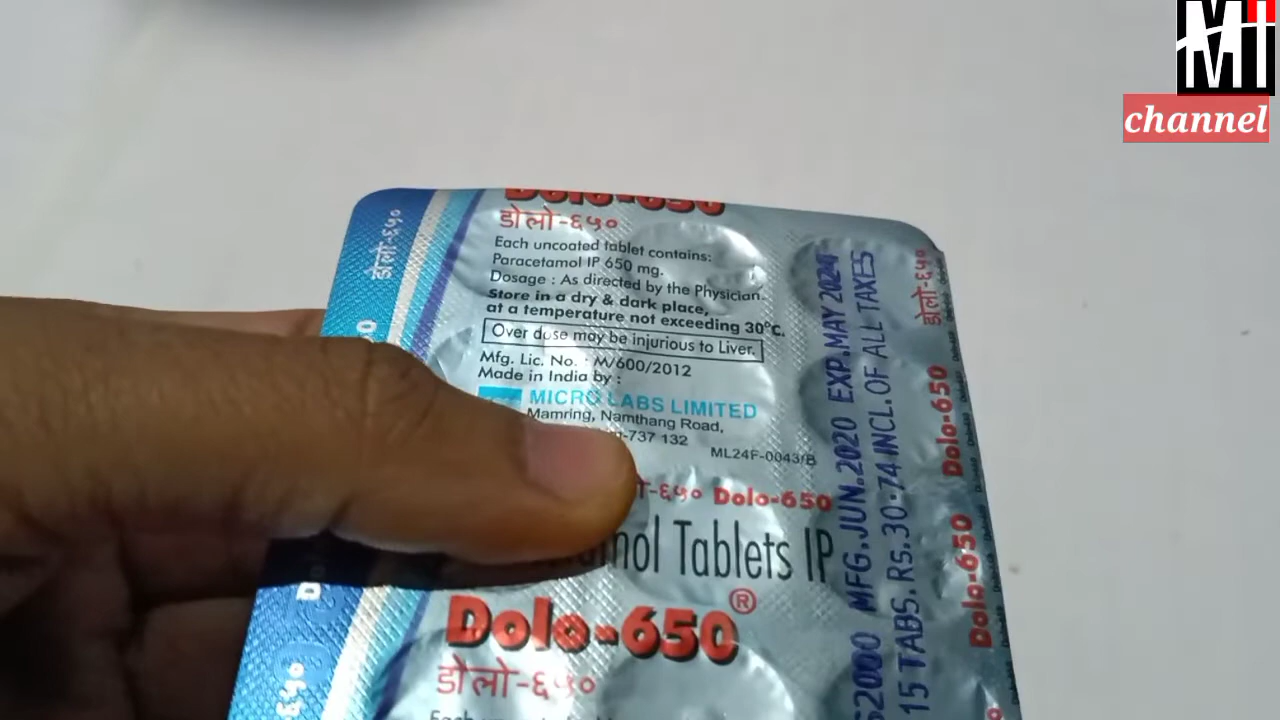 MI
channel
Dolo-650
डोलो-६५०
Each uncoated tablet contains:
Paracetamol IP 650 mg.
Dosage : As directed by the Physician.
Store in a dry & dark place,
at a temperature not exceeding 30°C.
Over dose may be injurious to Liver.
Mfg. Lic. No. : M/600/2012
Made in India by :
MICRO LABS LIMITED
Mamring, Namthang Road,
-737 132
ML24F-0043/B
-६५० Dolo-650
Tablets IP
Dolo-650®
डोलो-६५०
डोलो-६५०
६५०
MFG.JUN.2020 EXP.MAY 2024
15 TABS. Rs.30-74 INCL.OF ALL TAXES
डोलो-६५०
Dolo-650
Dolo-650